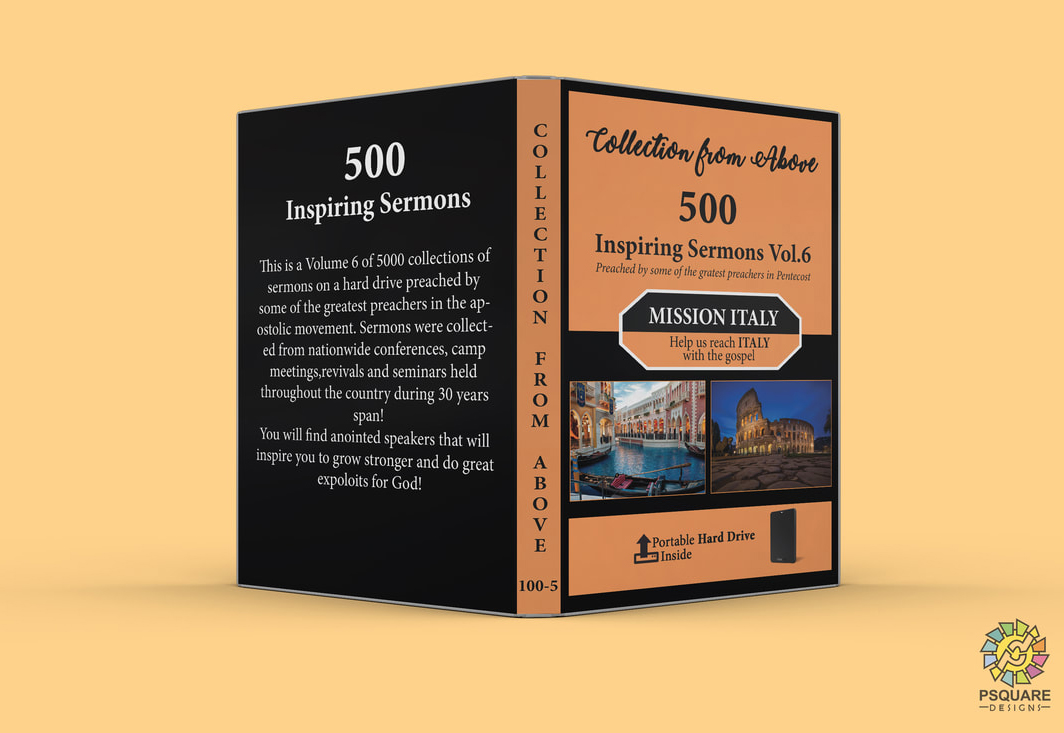 500
Inspiring Sermons
This is a Volume 6 of 5000 collections of
sermons on a hard drive preached by
some of the greatest preachers in the ap-
ostolic movement. Sermons were collect-
ed from nationwide conferences, camp
meetings,revivals and seminars held
throughout the country during 30 years
span!
You will find anointed speakers that will
inspire you to grow stronger and do great
expoloits for God!
COLLECTION FROM ABOVE
100-5
Collection from Above
500
Inspiring Sermons Vol.6
Preached by some of the gratest preachers in Pentecost
MISSION ITALY
Help us reach ITALY
with the gospel
Portable Hard Drive
Inside
PSQUARE
DESIGNS